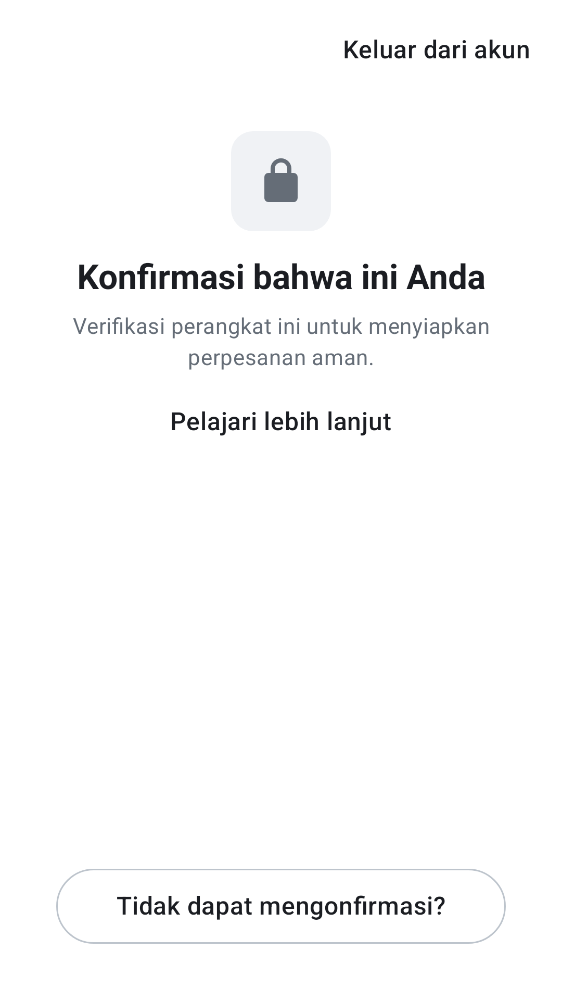 Keluar dari akun
Konfirmasi bahwa ini Anda
Verifikasi perangkat ini untuk menyiapkan
perpesanan aman.
Pelajari lebih lanjut
Tidak dapat mengonfirmasi?